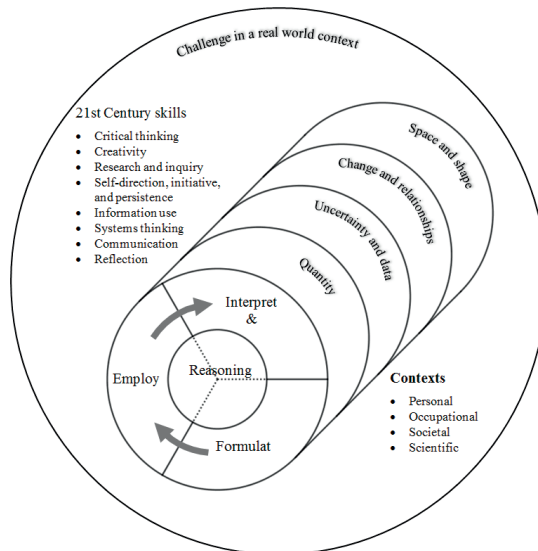 Challenge in a real world context
21st Century skills
• Critical thinking
• Creativity
• Research and inquiry
• Self-direction, initiative,
and persistence
• Information use
• Systems thinking
• Communication
• Reflection
Space and shape
Change and relationships
Uncertainty and data
Quantity
Interpret
&
Employ
Reasoning
Formulat
Contexts
• Personal
• Occupational
• Societal
• Scientific